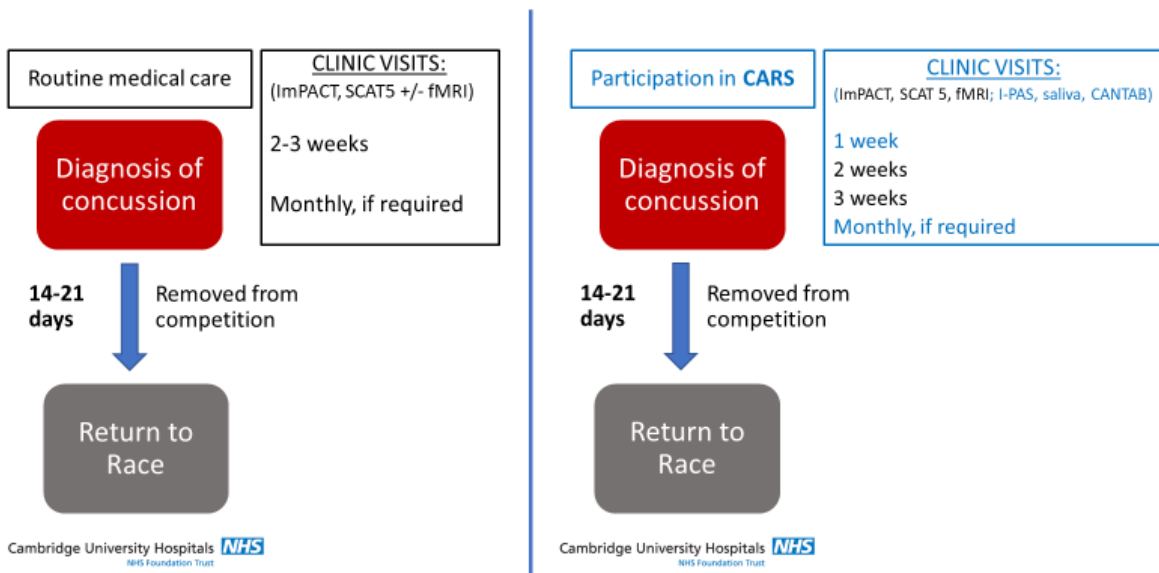 Routine medical care
CLINIC VISITS:
(ImPACT, SCAT5 +/- fMRI)
2-3 weeks
Monthly, if required
Diagnosis of
concussion
14-21
days
Removed from
competition
Return to
Race
Cambridge University Hospitals NHS
NHS Foundation Trust
Participation in CARS
CLINIC VISITS:
(ImPACT, SCAT 5, fMRI; I-PAS, saliva, CANTAB)
1 week
2 weeks
3 weeks
Monthly, if required
Diagnosis of
concussion
14-21
days
Removed from
competition
Return to
Race
Cambridge University Hospitals NHS
NHS Foundation Trust